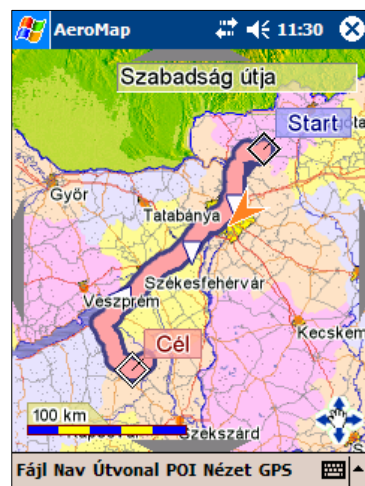 AeroMap 11:30
Szabadság útja
Start
Győr
Tatabánya
Székesfehérvár
Veszprém
Cél
Kecskem
100 km
Szekszárd
Fájl Nav Útvonal POI Nézet GPS